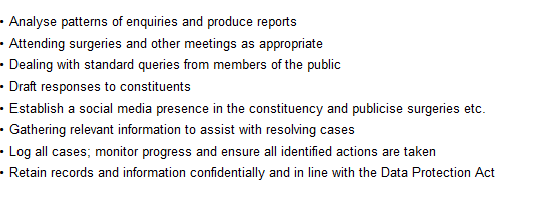 • Analyse patterns of enquiries and produce reports
• Attending surgeries and other meetings as appropriate
• Dealing with standard queries from members of the public
• Draft responses to constituents
• Establish a social media presence in the constituency and publicise surgeries etc.
• Gathering relevant information to assist with resolving cases
• Log all cases; monitor progress and ensure all identified actions are taken
• Retain records and information confidentially and in line with the Data Protection Act